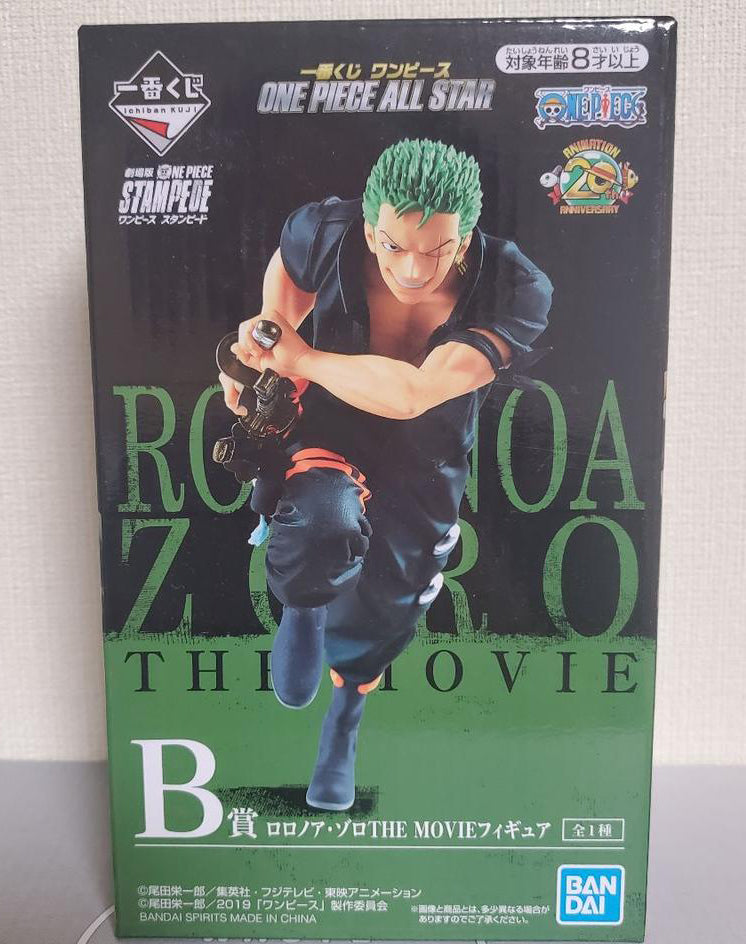 一番くじ
Ichiban KUJI
一番くじ ワンピース
ONE PIECE ALL STAR
たいしょうねんれい さい いじょう
対象年齢8才以上
ワンピース
ONE PIECE
劇場版 ONE PIECE
STAMPEDE
ワンピース スタンピード
ANIMATION
20th
ANNIVERSARY
RO NOA
Z RO
THE MOVIE
B賞 ロロノア・ゾロTHE MOVIEフィギュア 全1種
©尾田栄一郎/集英社・フジテレビ・東映アニメーション
©尾田栄一郎/2019「ワンピース」製作委員会
BANDAI SPIRITS MADE IN CHINA
※画像と商品とは、多少異なる場合が
ありますのでご了承ください。
BAN
DAI